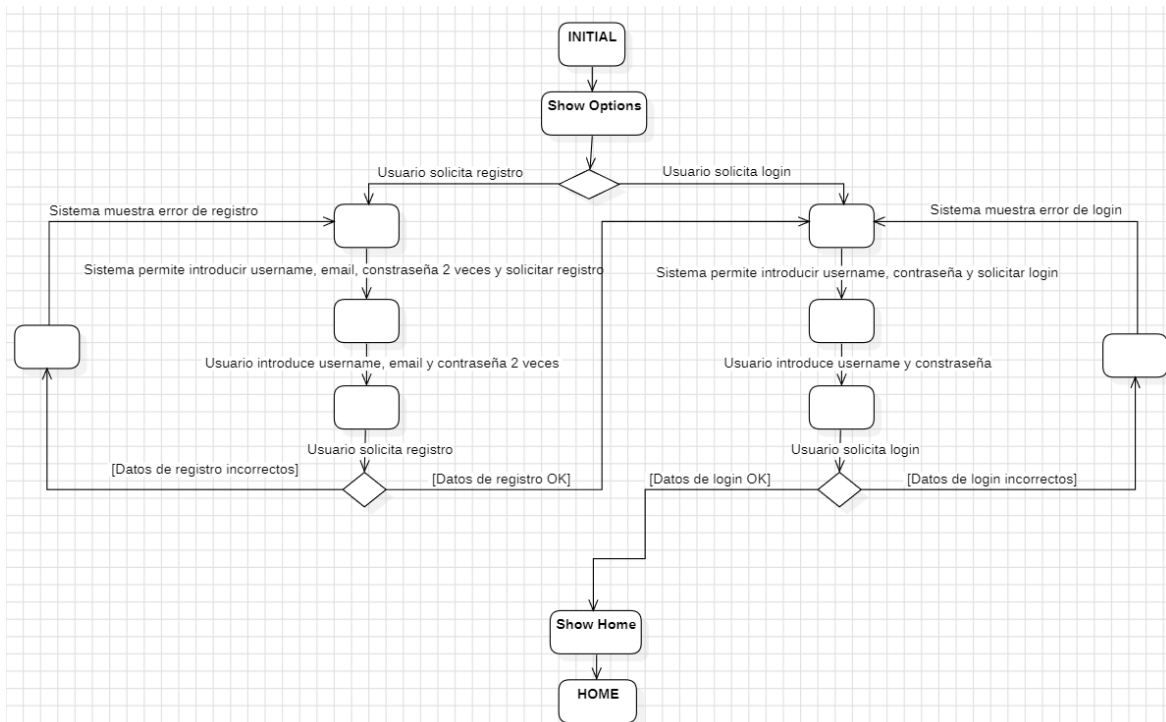 INITIAL
Show Options
Usuario solicita registro
Usuario solicita login
Sistema muestra error de registro
Sistema muestra error de login
Sistema permite introducir username, email, constraseña 2 veces y solicitar registro
Sistema permite introducir username, contraseña y solicitar login
Usuario introduce username, email y contraseña 2 veces
Usuario introduce username y constraseña
Usuario solicita registro
Usuario solicita login
[Datos de registro incorrectos]
[Datos de registro OK]
[Datos de login OK]
[Datos de login incorrectos]
Show Home
HOME